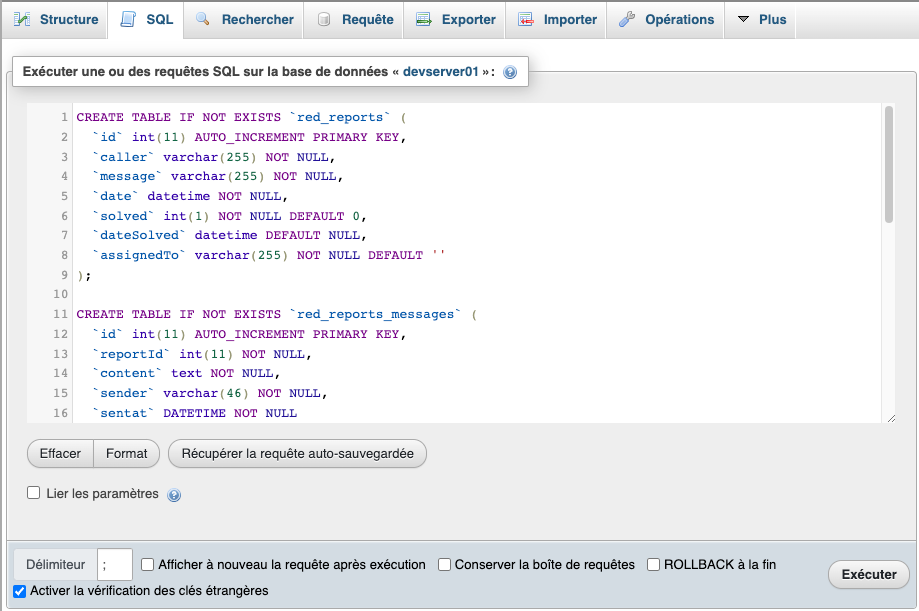 Structure SQL Rechercher Requête Exporter Importer Opérations Plus
Exécuter une ou des requêtes SQL sur la base de données « devserver01 » :
1 CREATE TABLE IF NOT EXISTS `red_reports` (
2 `id` int(11) AUTO_INCREMENT PRIMARY KEY,
3 `caller` varchar(255) NOT NULL,
4 `message` varchar(255) NOT NULL,
5 `date` datetime NOT NULL,
6 `solved` int(1) NOT NULL DEFAULT 0,
7 `dateSolved` datetime DEFAULT NULL,
8 `assignedTo` varchar(255) NOT NULL DEFAULT ''
9 );
10
11 CREATE TABLE IF NOT EXISTS `red_reports_messages` (
12 `id` int(11) AUTO_INCREMENT PRIMARY KEY,
13 `reportId` int(11) NOT NULL,
14 `content` text NOT NULL,
15 `sender` varchar(46) NOT NULL,
16 `sentat` DATETIME NOT NULL
Effacer Format Récupérer la requête auto-sauvegardée
Lier les paramètres
Délimiteur ; Afficher à nouveau la requête après exécution Conserver la boîte de requêtes ROLLBACK à la fin
Activer la vérification des clés étrangères
Exécuter